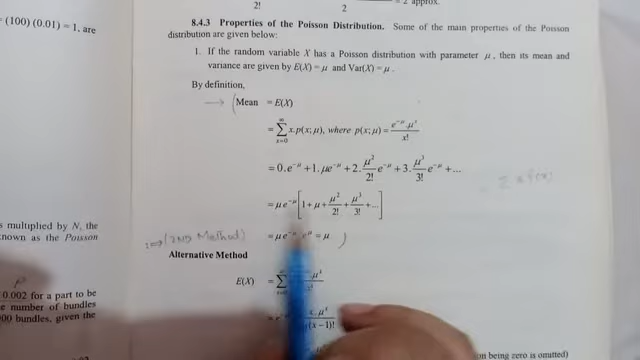 = (100) (0.01) = 1, are
2!
2
= 2 approx.
8.4.3 Properties of the Poisson Distribution. Some of the main properties of the Poisson
distribution are given below:
1. If the random variable X has a Poisson distribution with parameter μ, then its mean and
variance are given by E(X) = μ and Var(X) = μ.
By definition,
→ (Mean = E(X)
= ∑_{x=0}^{∞} x.p(x;μ), where p(x;μ) = e^{-μ} μ^x / x!
= 0.e^{-μ} + 1.μe^{-μ} + 2.μ²/2! e^{-μ} + 3.μ³/3! e^{-μ} + ...
= μe^{-μ} [1 + μ + μ²/2! + μ³/3! + ...]
= μe^{-μ} e^{μ} = μ )
(2nd Method)
Alternative Method
E(X) = ∑
(x-1)!
s multiplied by N, the
nown as the Poisson
0.002 for a part to be
e number of bundles
00 bundles, given the
on being zero is omitted)